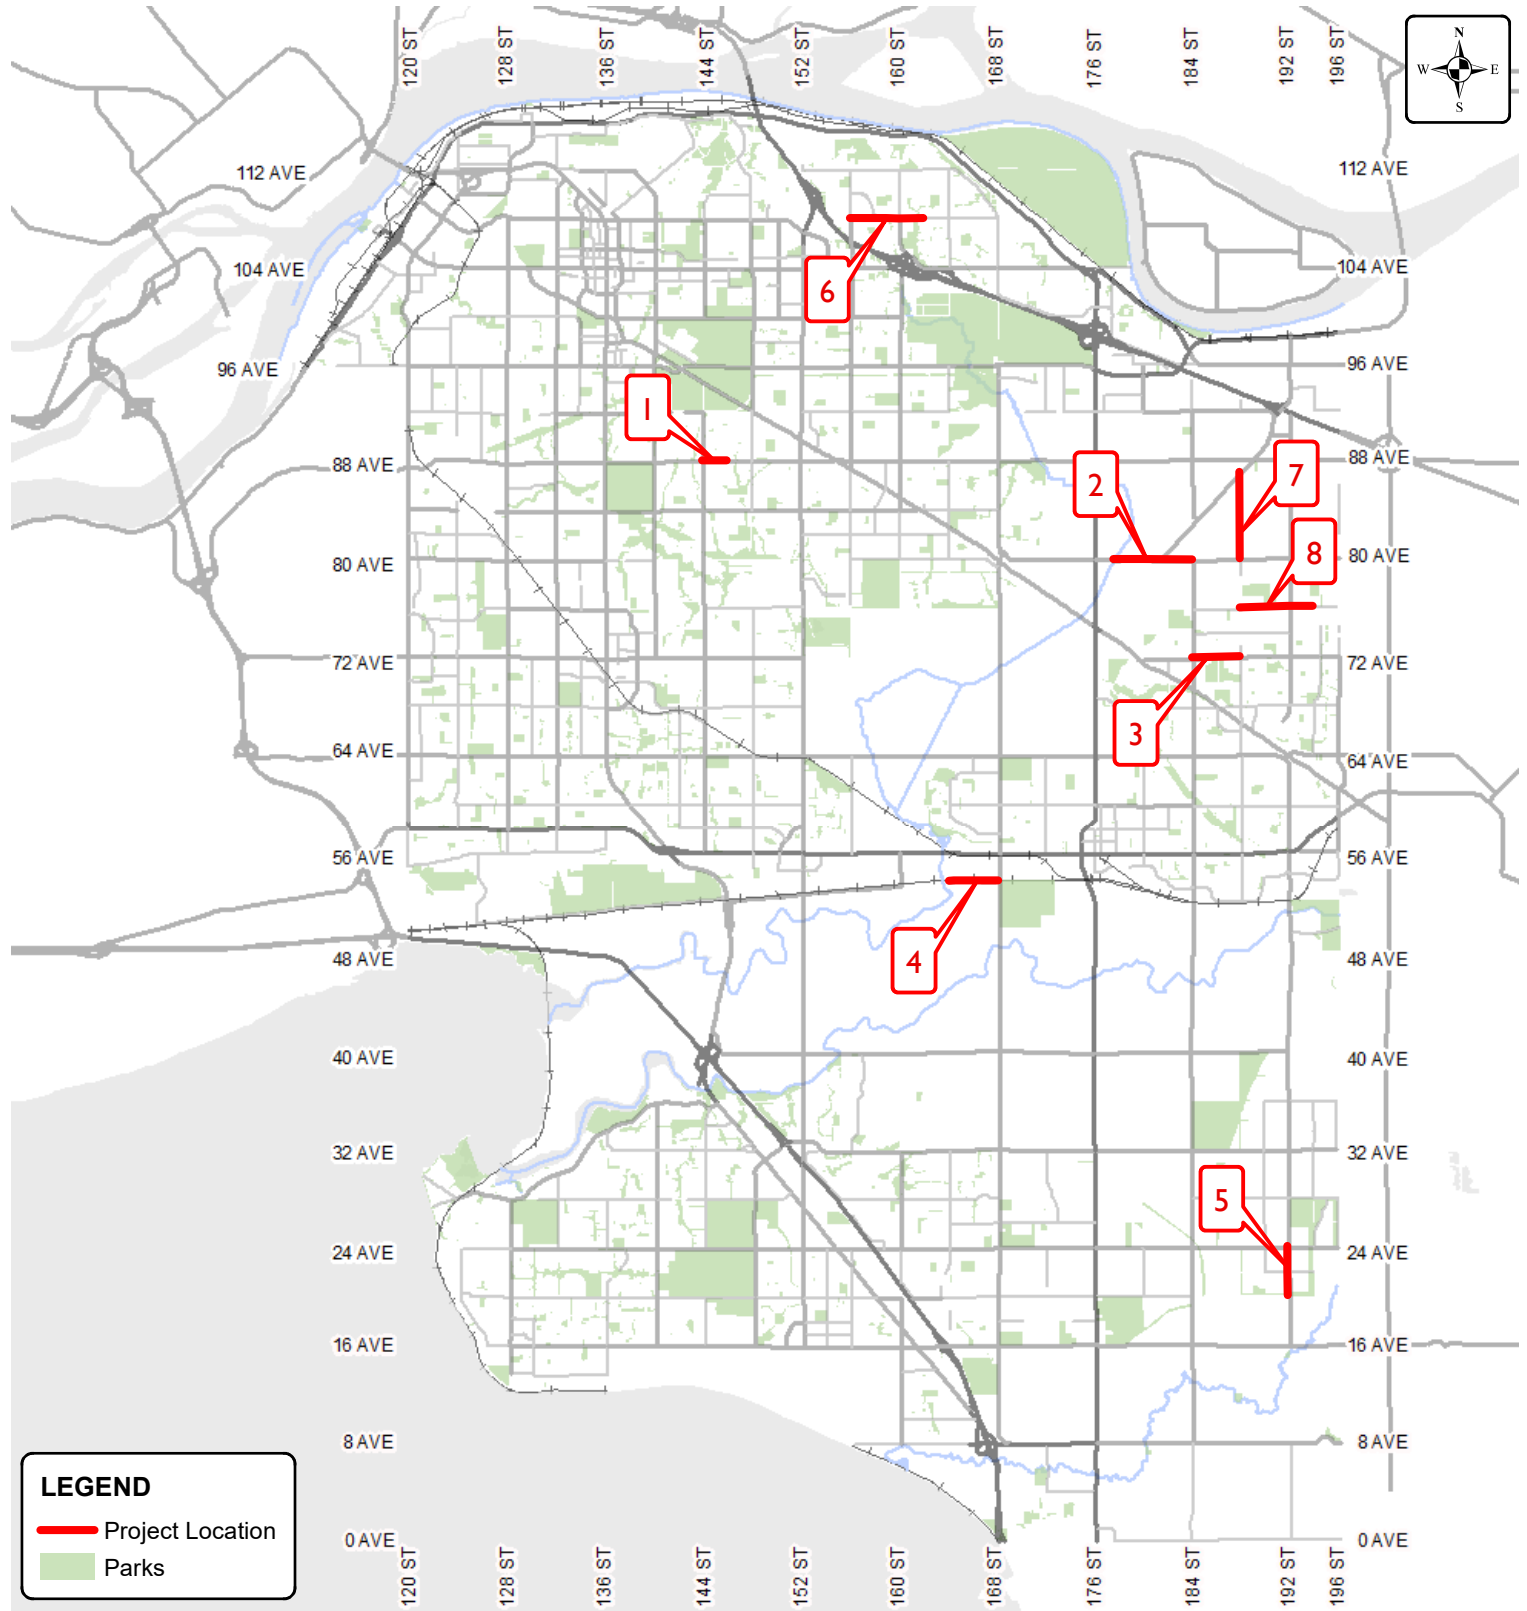 120 ST
128 ST
136 ST
144 ST
152 ST
160 ST
168 ST
176 ST
184 ST
192 ST
196 ST
N
W E
S
112 AVE
112 AVE
104 AVE
104 AVE
6
96 AVE
96 AVE
1
88 AVE
88 AVE
2
7
8
80 AVE
80 AVE
72 AVE
72 AVE
3
64 AVE
64 AVE
56 AVE
56 AVE
4
48 AVE
48 AVE
40 AVE
40 AVE
32 AVE
32 AVE
5
24 AVE
24 AVE
16 AVE
16 AVE
8 AVE
8 AVE
LEGEND
Project Location
Parks
0 AVE
0 AVE
120 ST
128 ST
136 ST
144 ST
152 ST
160 ST
168 ST
176 ST
184 ST
192 ST
196 ST